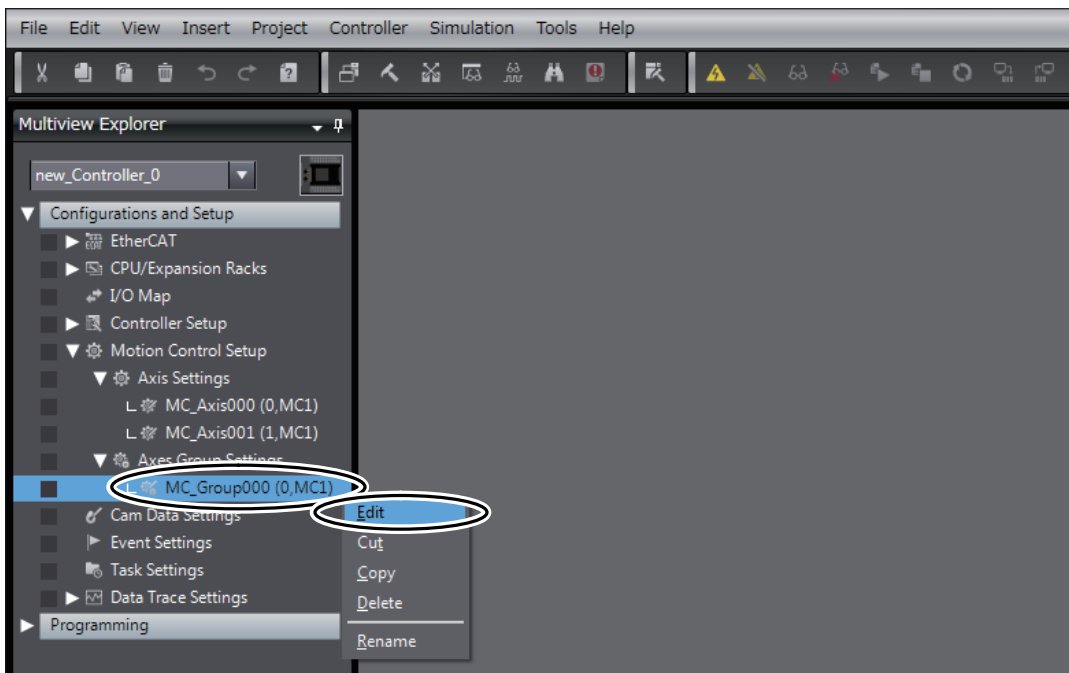 File Edit View Insert Project Controller Simulation Tools Help
Multiview Explorer
new_Controller_0
Configurations and Setup
EtherCAT
CPU/Expansion Racks
I/O Map
Controller Setup
Motion Control Setup
Axis Settings
MC_Axis000 (0,MC1)
MC_Axis001 (1,MC1)
Axes Group Settings
MC_Group000 (0,MC1)
Cam Data Settings
Event Settings
Task Settings
Data Trace Settings
Programming
Edit
Cut
Copy
Delete
Rename